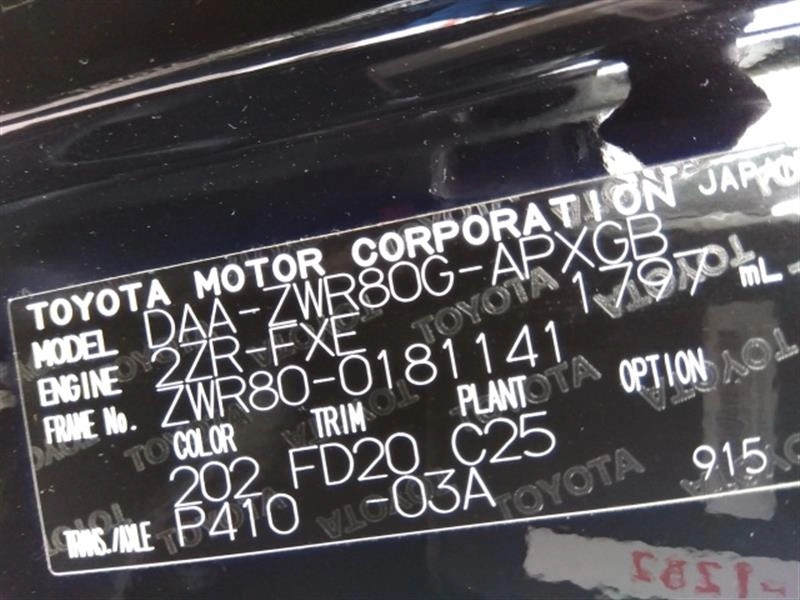 TOYOTA MOTOR CORPORATION JAPAN
MODEL DAA-ZWR80G-APXGB
ENGINE 2ZR-FXE 1797 mL
FRAME No. ZWR80-0181141
COLOR TRIM PLANT OPTION
202 FD20 C25
TRANS./AXLE P410 -03A 915